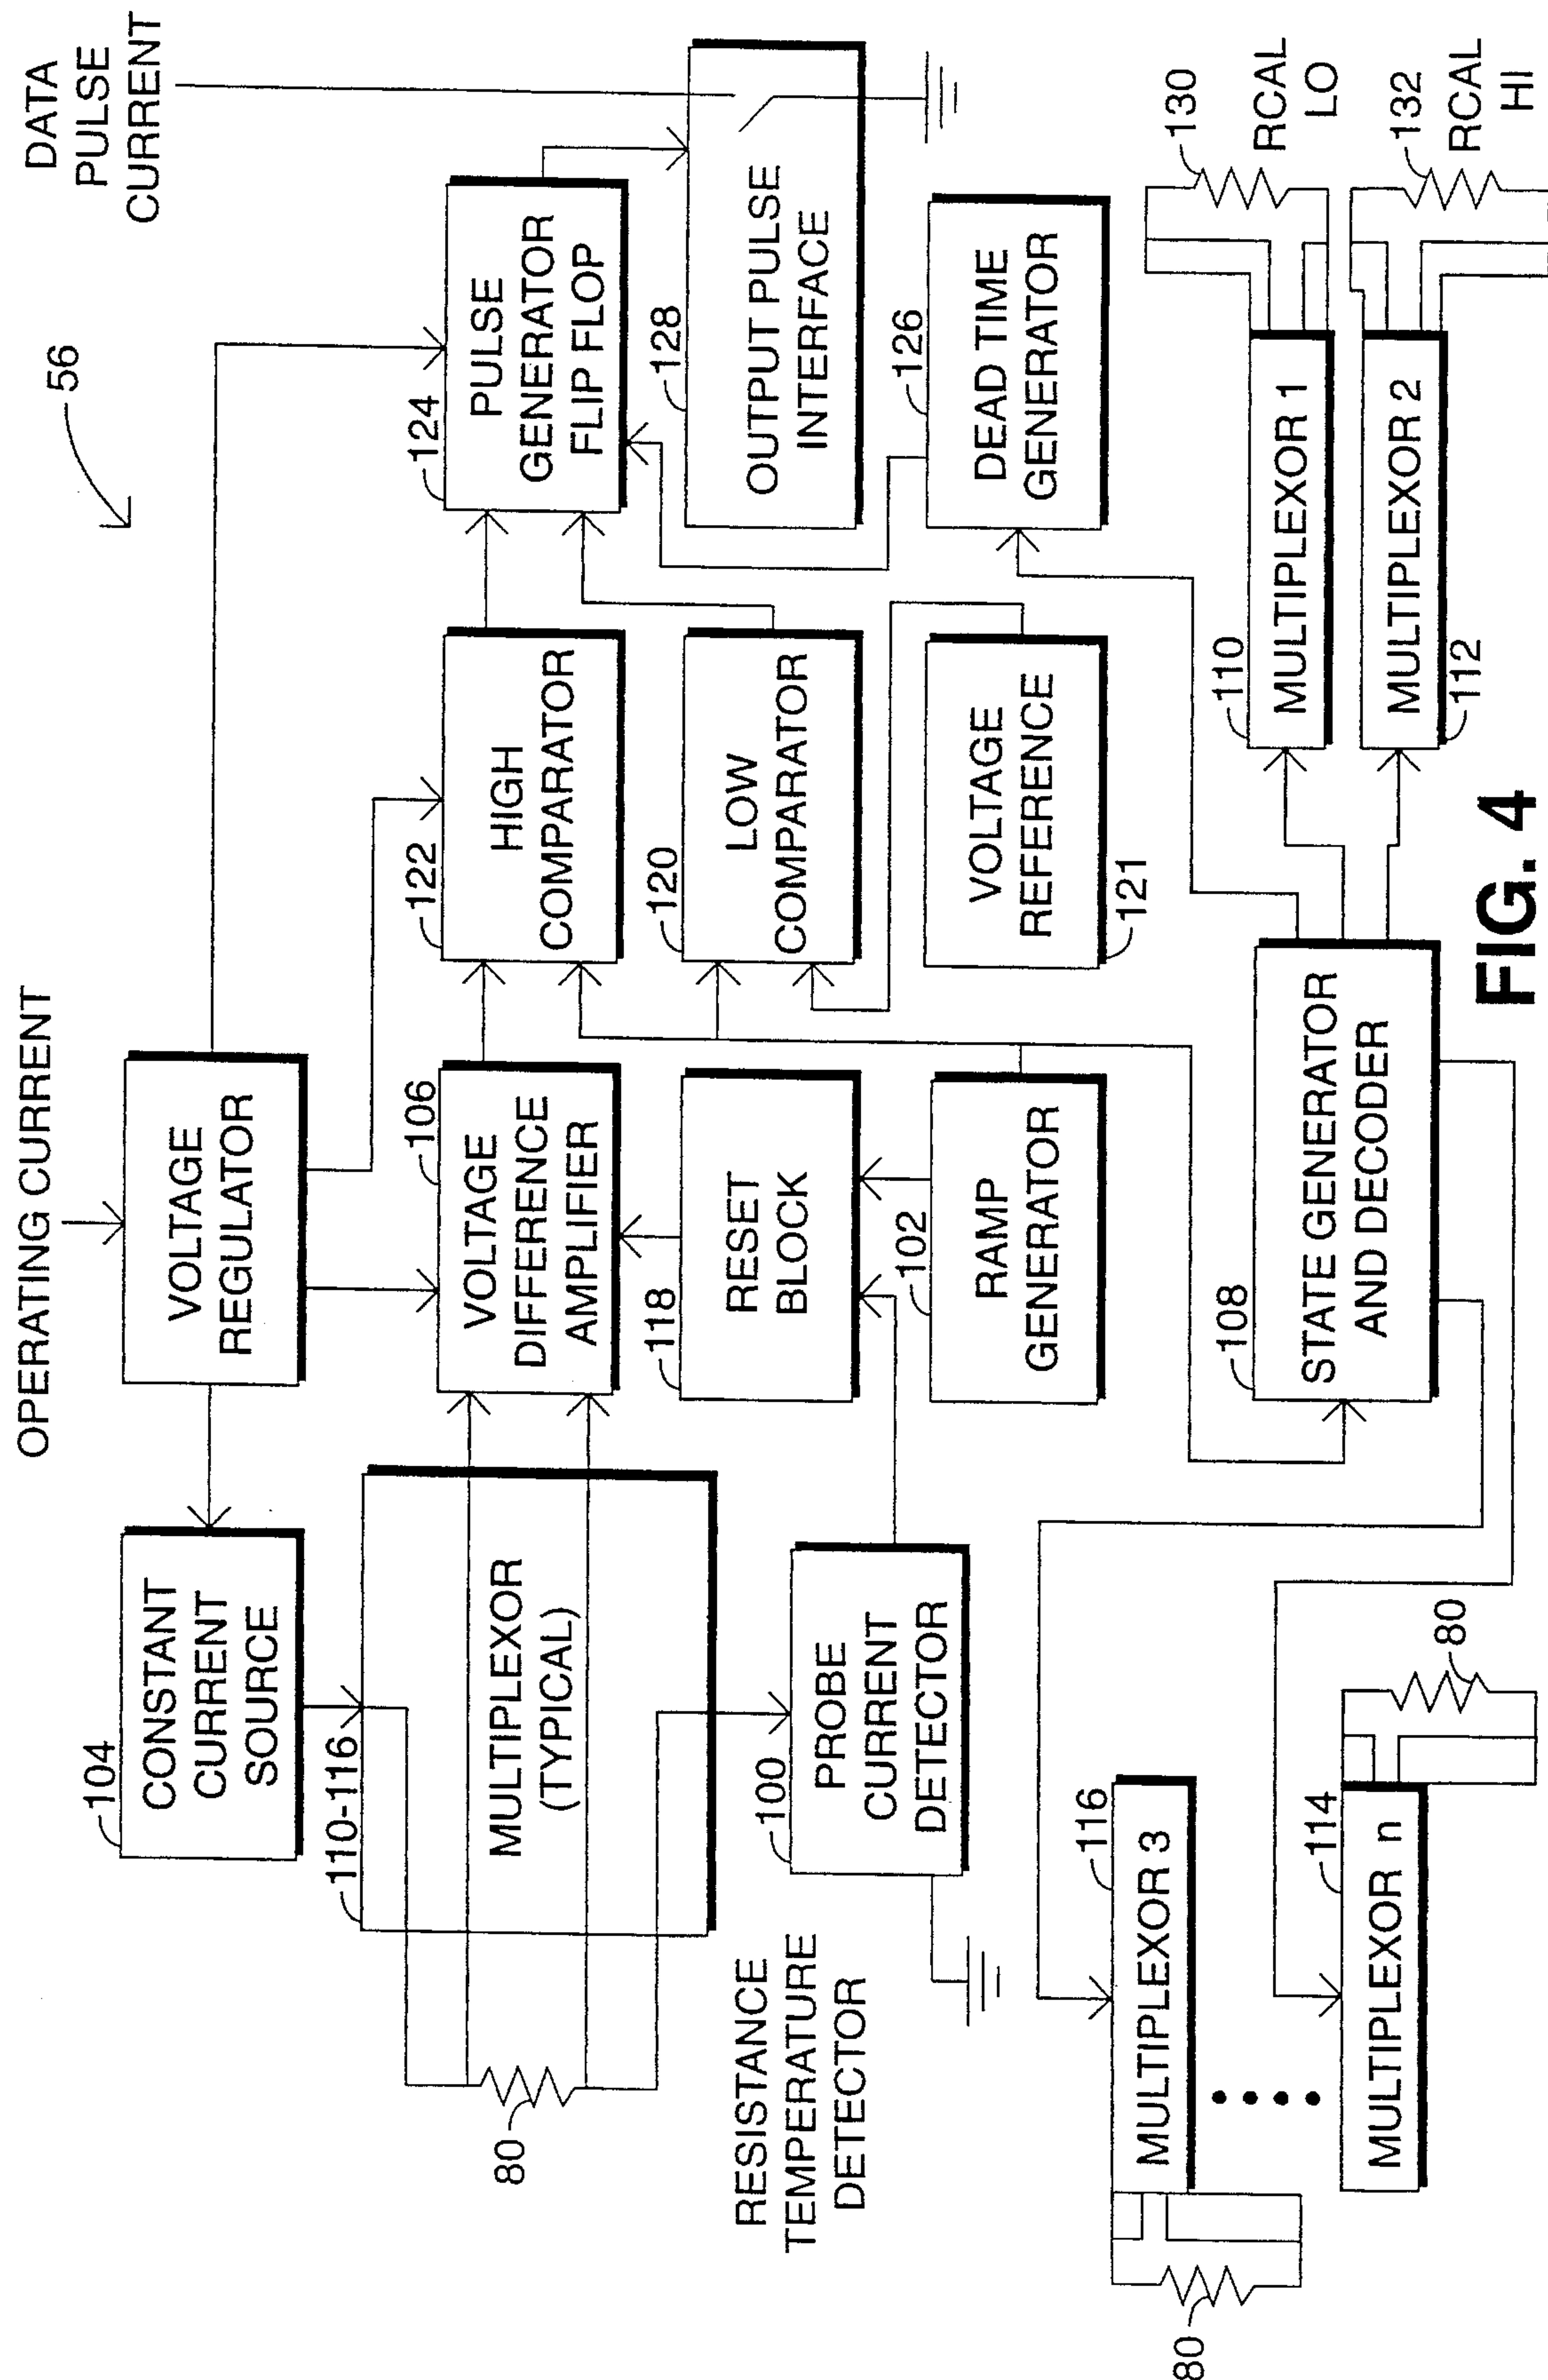 OPERATING CURRENT
DATA
PULSE
CURRENT
56
104
CONSTANT
CURRENT
SOURCE
VOLTAGE
REGULATOR
110-116
MULTIPLEXOR
(TYPICAL)
106
VOLTAGE
DIFFERENCE
AMPLIFIER
122
HIGH
COMPARATOR
124
PULSE
GENERATOR
FLIP FLOP
80
RESISTANCE
TEMPERATURE
DETECTOR
118
RESET
BLOCK
120
LOW
COMPARATOR
128
OUTPUT PULSE
INTERFACE
100
PROBE
CURRENT
DETECTOR
102
RAMP
GENERATOR
VOLTAGE
REFERENCE
121
126
DEAD TIME
GENERATOR
80
116
MULTIPLEXOR 3
114
MULTIPLEXOR n
80
108
STATE GENERATOR
AND DECODER
110
MULTIPLEXOR 1
130
RCAL
LO
MULTIPLEXOR 2
112
132
RCAL
HI
FIG. 4